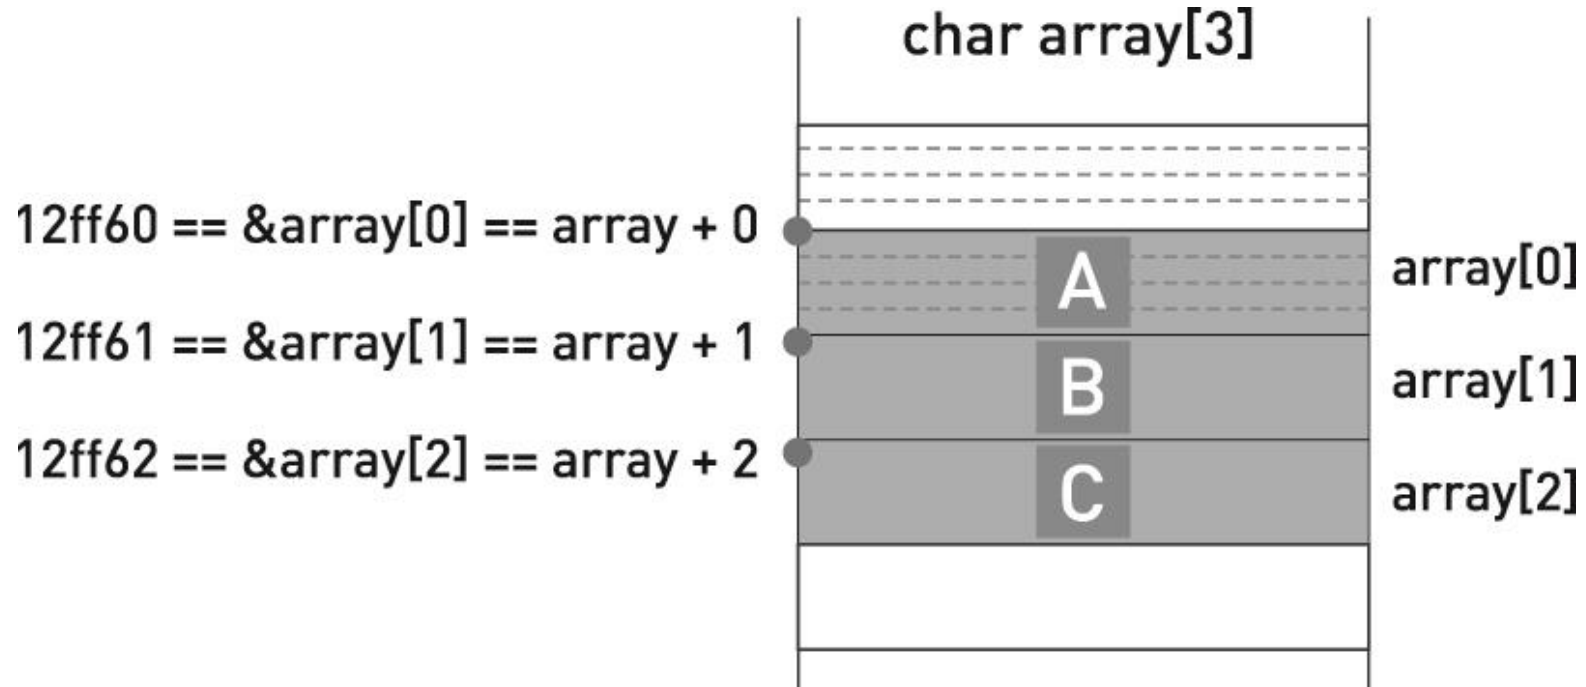 char array[3]
12ff60 == &array[0] == array + 0
A
array[0]
12ff61 == &array[1] == array + 1
B
array[1]
12ff62 == &array[2] == array + 2
C
array[2]